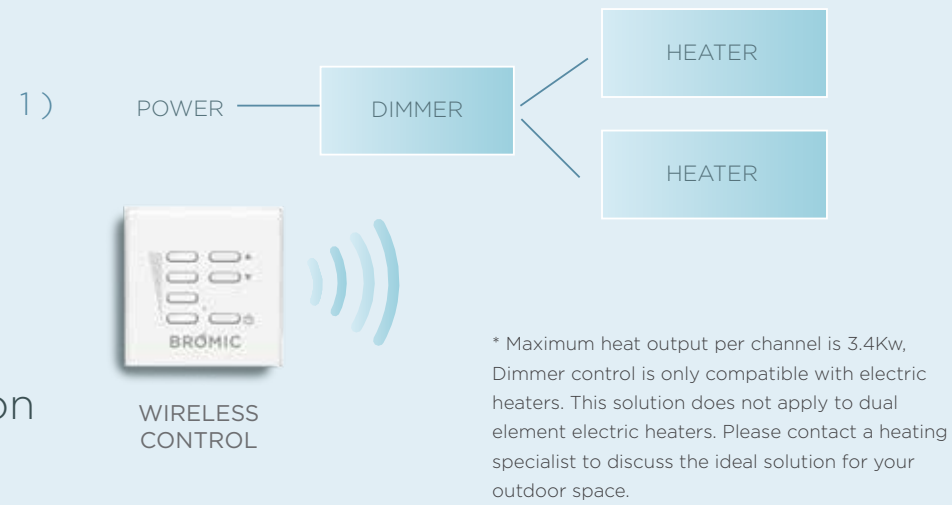 HEATER
1 )
POWER
DIMMER
HEATER
BROMIC
WIRELESS
CONTROL
on
* Maximum heat output per channel is 3.4Kw,
Dimmer control is only compatible with electric
heaters. This solution does not apply to dual
element electric heaters. Please contact a heating
specialist to discuss the ideal solution for your
outdoor space.